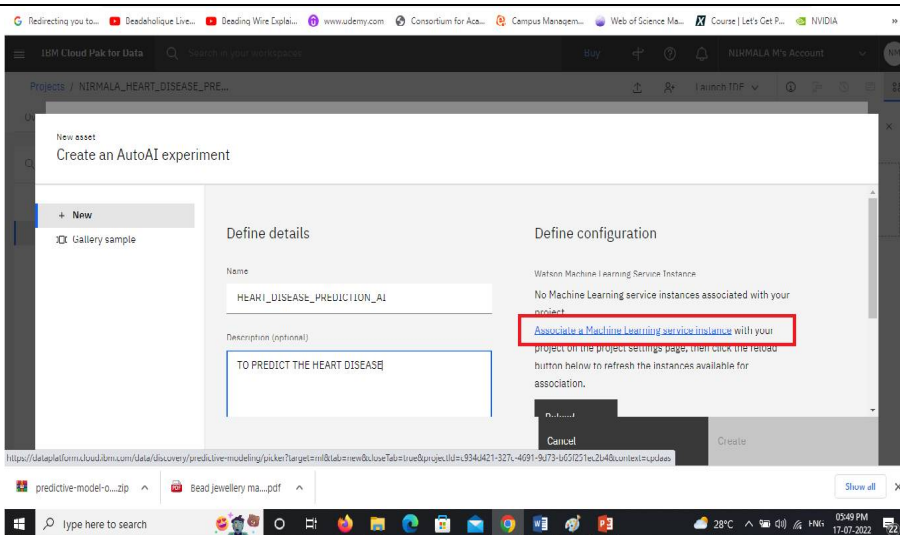 Redirecting you to...
Beadaholique Live...
Beading Wire Explai...
www.udemy.com
Consortium for Aca...
Campus Managem...
Web of Science Ma...
Course | Let's Get P...
NVIDIA
»
IBM Cloud Pak for Data
Search in your workspaces
Buy
NIRMALA M's Account
NM
Projects / NIRMALA_HEART_DISEASE_PRE...
Launch IDE
New asset
Create an AutoAI experiment
+ New
Gallery sample
Define details
Name
HEART_DISEASE_PREDICTION_AI
Description (optional)
TO PREDICT THE HEART DISEASE
Define configuration
Watson Machine Learning Service Instance
No Machine Learning service instances associated with your
project
Associate a Machine Learning service instance with your
project on the project settings page, then click the reload
button below to refresh the instances available for
association.
Reload
Cancel
Create
https://dataplatform.cloud.ibm.com/data/discovery/predictive-modeling/picker?target=ml&tab=new&closeTab=true&projectId=c934d421-327c-4691-9d73-b65f251ec2b4&context=cpdaas
predictive-model-o....zip
Bead jewellery ma....pdf
Show all
Type here to search
28°C
ENG
05:49 PM
17-07-2022
22